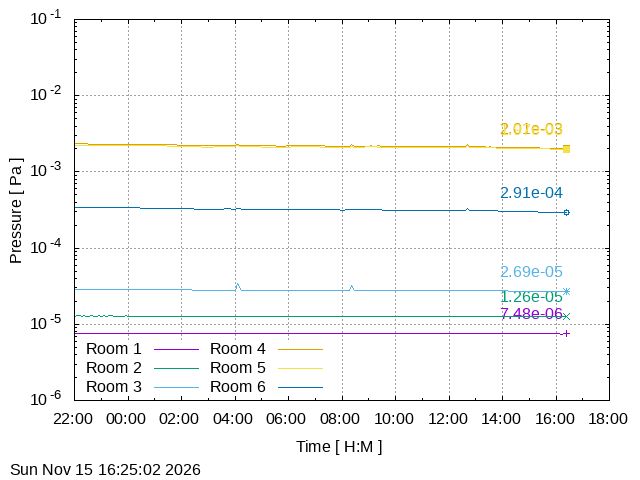 10^-1
10^-2
10^-3
10^-4
10^-5
10^-6
Pressure [ Pa ]
2.01e-03
2.91e-04
2.69e-05
1.26e-05
7.48e-06
Room 1 Room 4
Room 2 Room 5
Room 3 Room 6
22:00 00:00 02:00 04:00 06:00 08:00 10:00 12:00 14:00 16:00 18:00
Time [ H:M ]
Sun Nov 15 16:25:02 2026